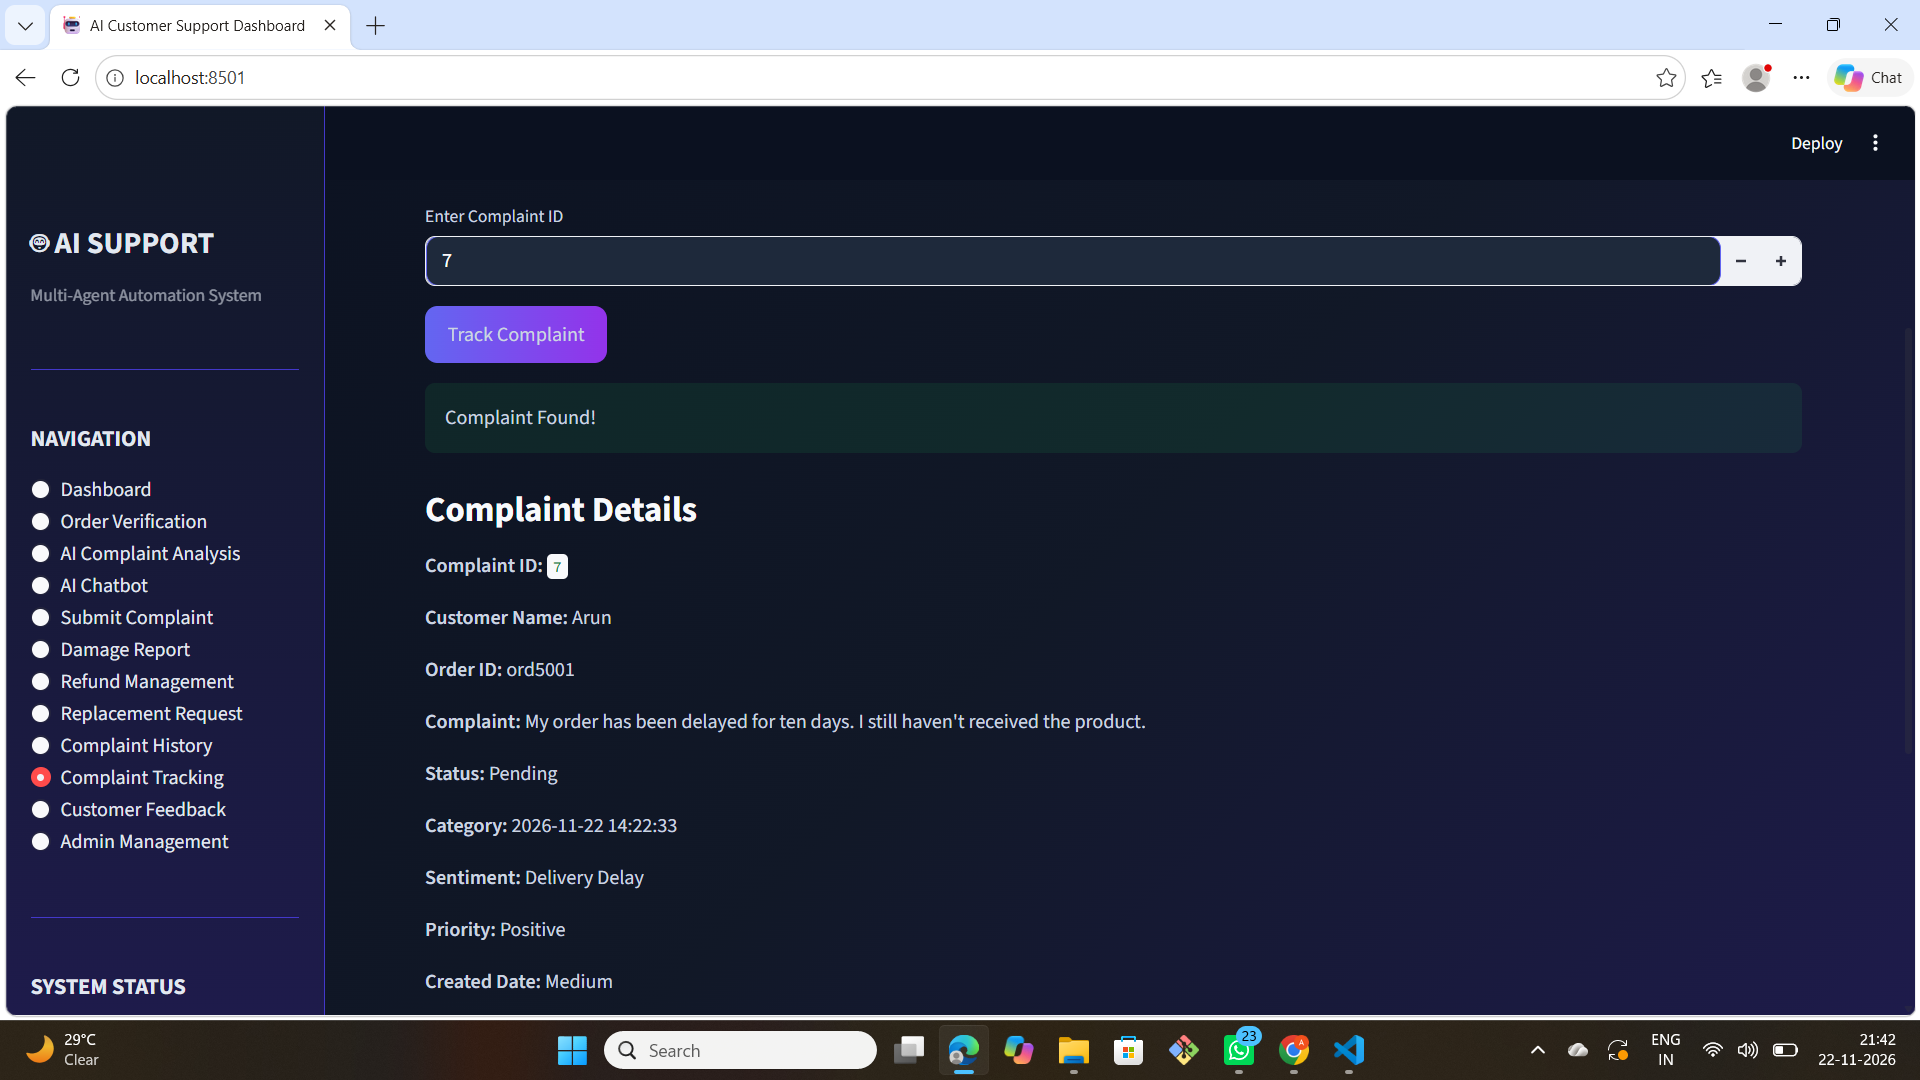 AI Customer Support Dashboard
localhost:8501
Chat
Deploy
AI SUPPORT
Multi-Agent Automation System
NAVIGATION
Dashboard
Order Verification
AI Complaint Analysis
AI Chatbot
Submit Complaint
Damage Report
Refund Management
Replacement Request
Complaint History
Complaint Tracking
Customer Feedback
Admin Management
SYSTEM STATUS
Enter Complaint ID
7
Track Complaint
Complaint Found!
Complaint Details
Complaint ID: 7
Customer Name: Arun
Order ID: ord5001
Complaint: My order has been delayed for ten days. I still haven't received the product.
Status: Pending
Category: 2026-11-22 14:22:33
Sentiment: Delivery Delay
Priority: Positive
Created Date: Medium
29°C
Clear
Search
23
ENG
IN
21:42
22-11-2026